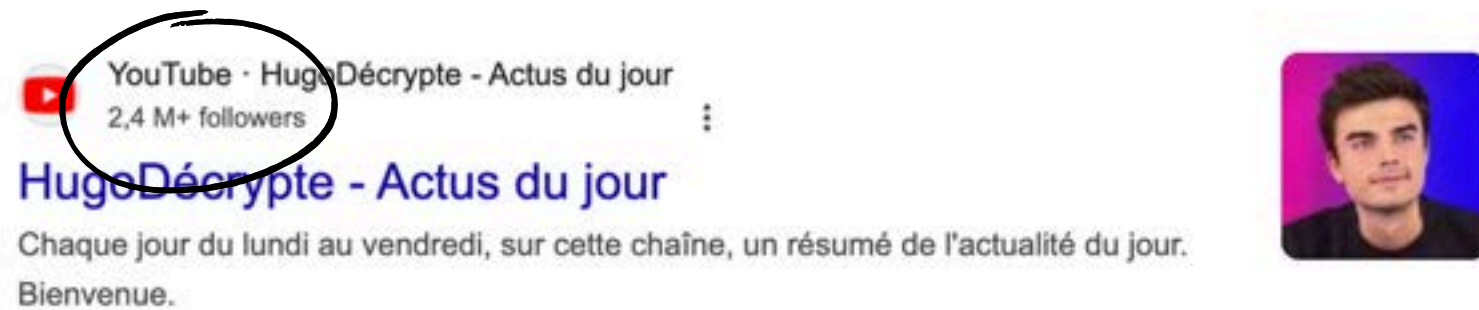 YouTube · HugoDécrypte - Actus du jour
2,4 M+ followers
HugoDécrypte - Actus du jour
Chaque jour du lundi au vendredi, sur cette chaîne, un résumé de l'actualité du jour.
Bienvenue.